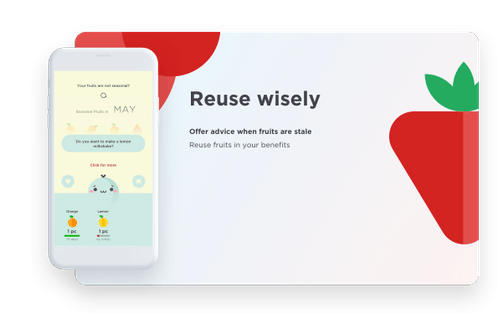 Your fruits are not seasonal?
Seasonal Fruits in MAY
Do you want to make a lemon
milkshake?
Click for more
Orange Lemon
1 pc 1 pc
Reuse wisely
Offer advice when fruits are stale
Reuse fruits in your benefits